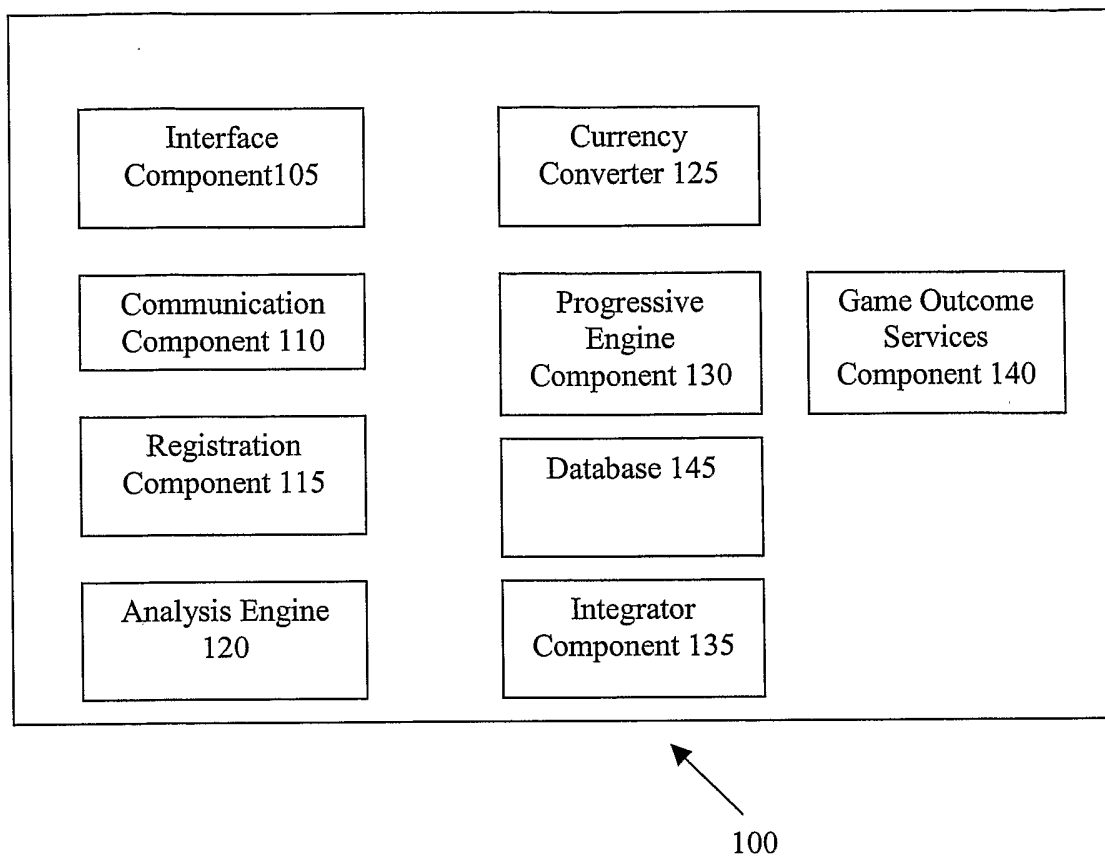 Interface
Component105
Currency
Converter 125
Communication
Component 110
Progressive
Engine
Component 130
Game Outcome
Services
Component 140
Registration
Component 115
Database 145
Analysis Engine
120
Integrator
Component 135
100